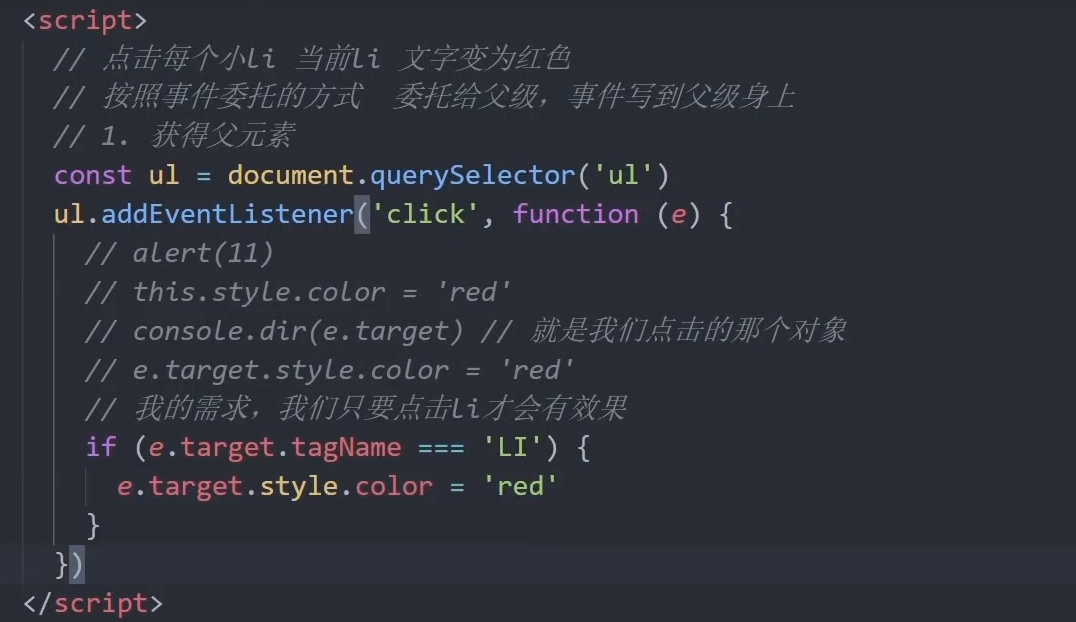 <script>
// 点击每个小li 当前li 文字变为红色
// 按照事件委托的方式  委托给父级，事件写到父级身上
// 1. 获得父元素
const ul = document.querySelector('ul')
ul.addEventListener('click', function (e) {
// alert(11)
// this.style.color = 'red'
// console.dir(e.target) // 就是我们点击的那个对象
// e.target.style.color = 'red'
// 我的需求，我们只要点击li才会有效果
if (e.target.tagName === 'LI') {
e.target.style.color = 'red'
}
})
</script>